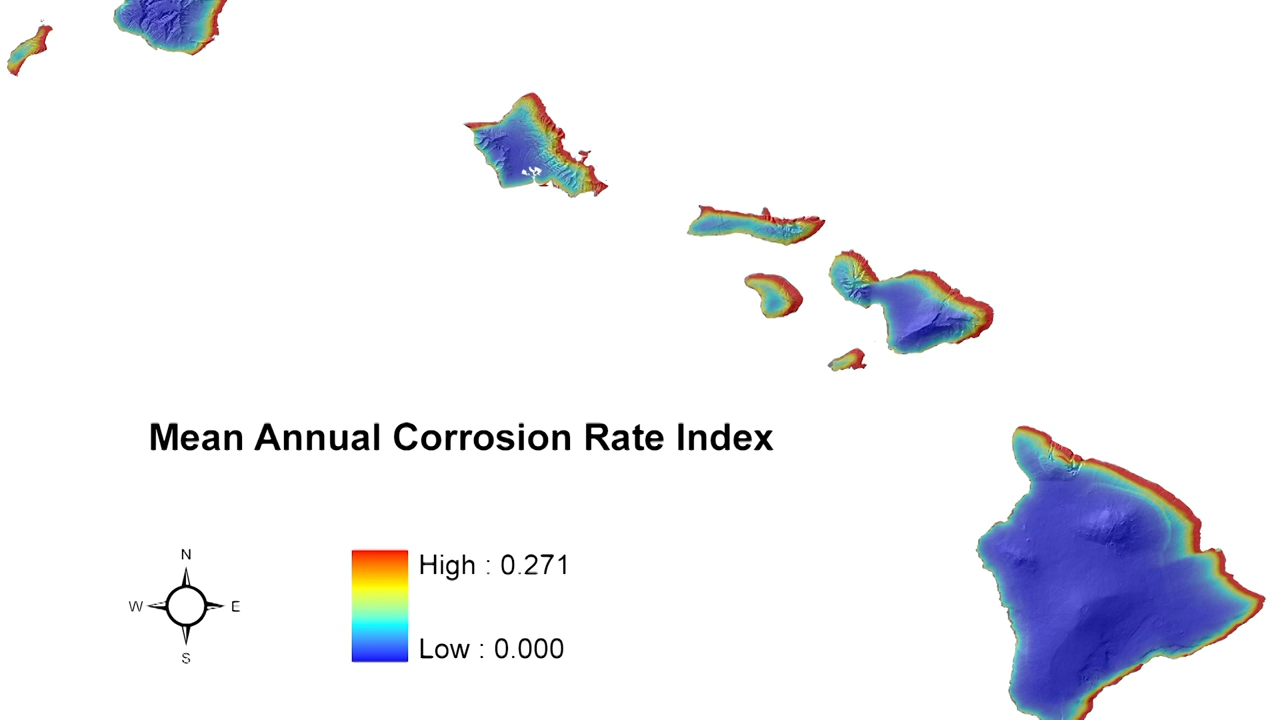 Mean Annual Corrosion Rate Index
N
W E
S
High : 0.271
Low : 0.000